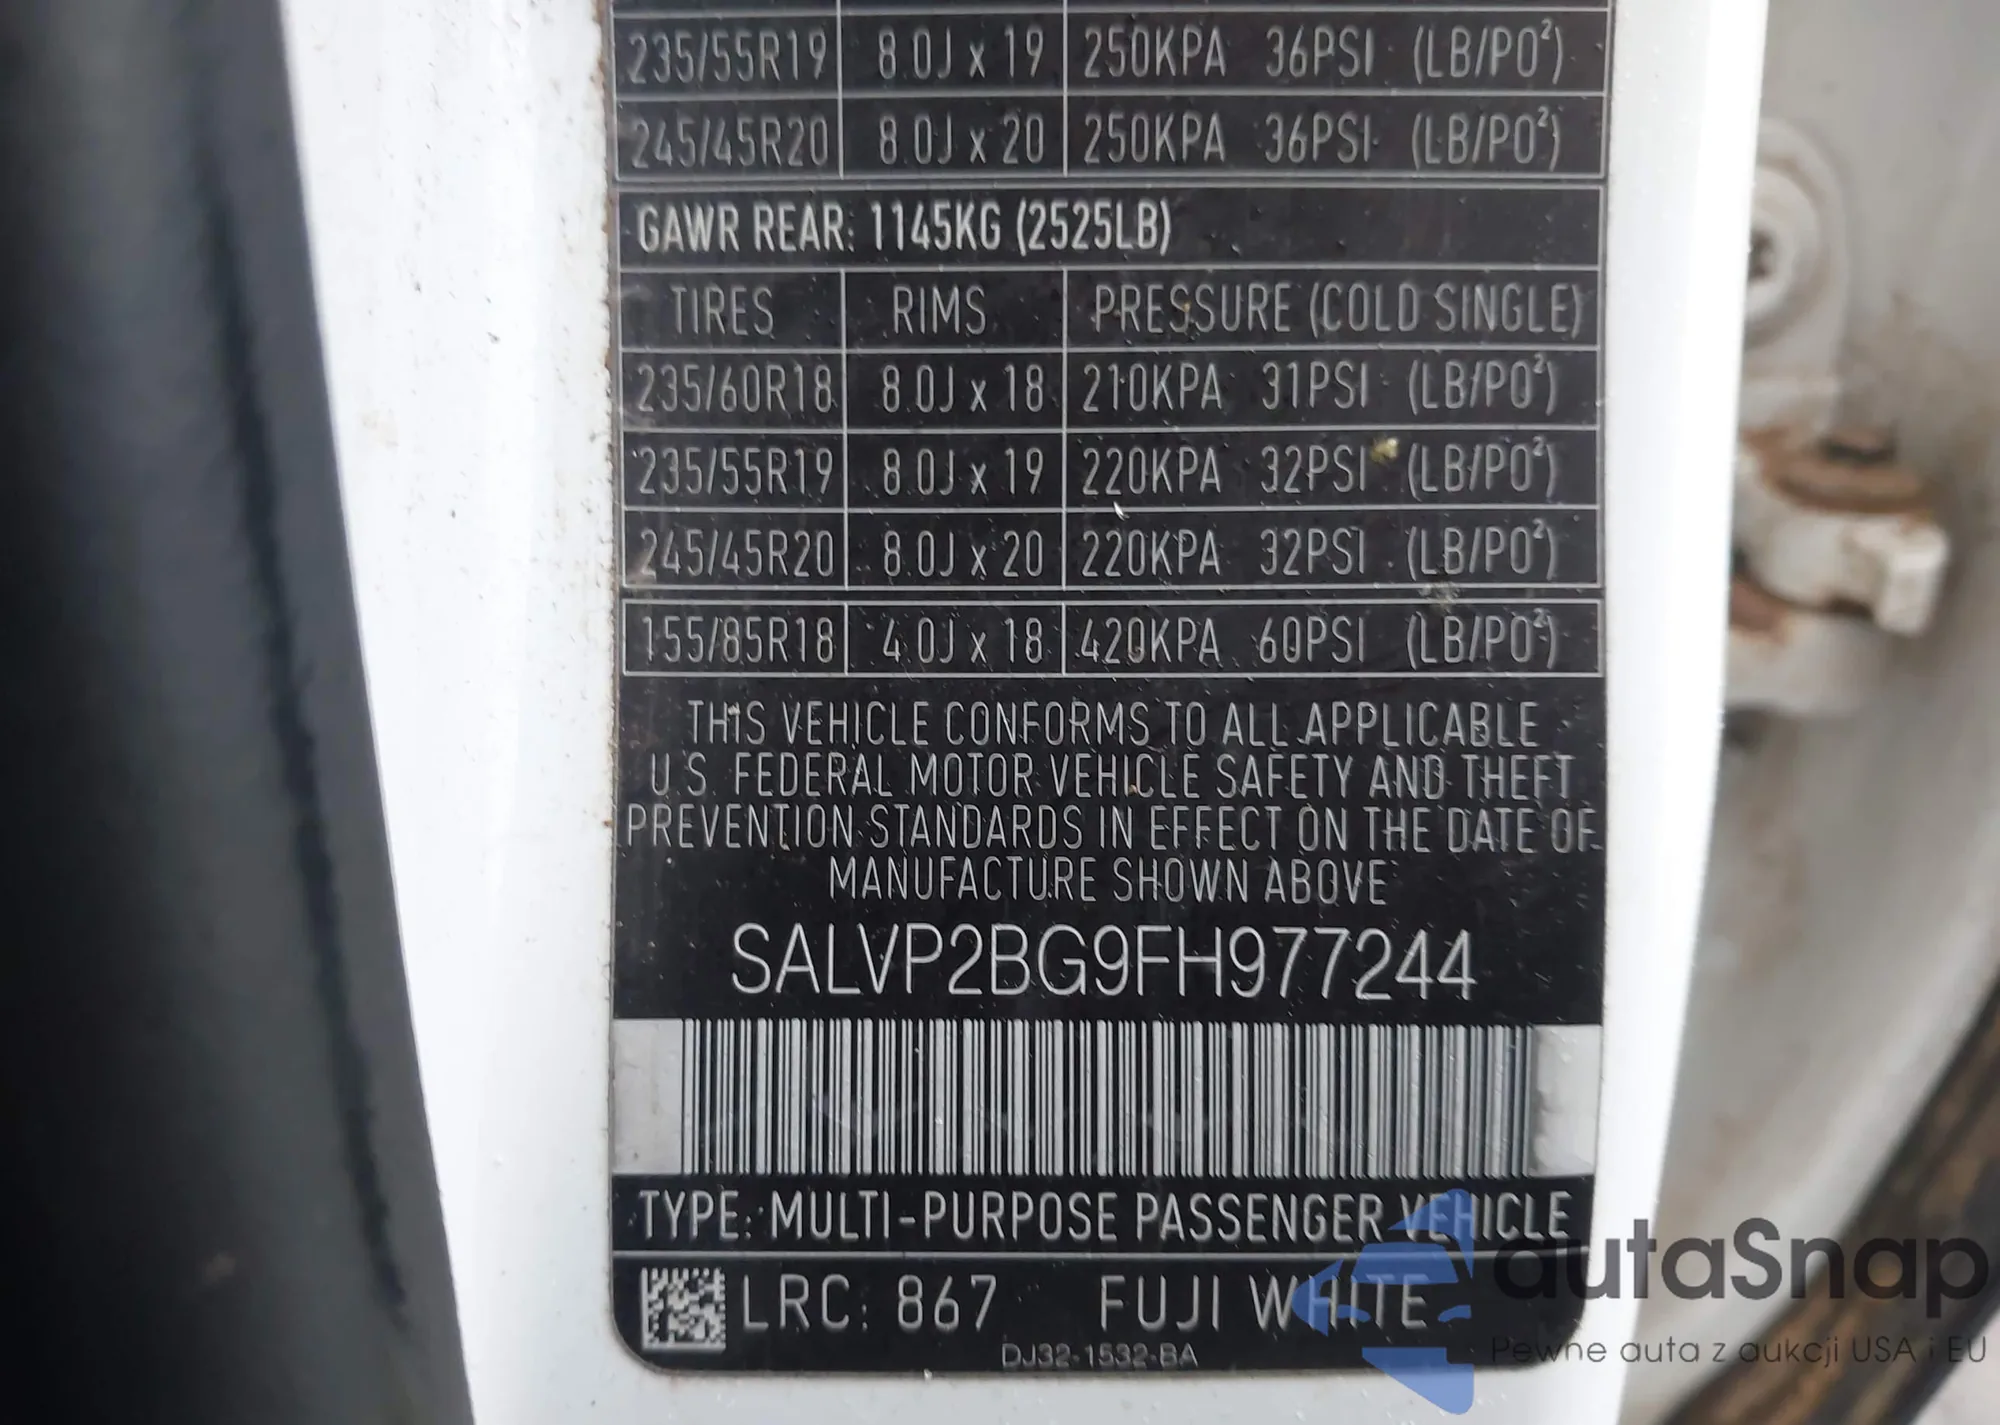 235/55R19 8.0J x 19 250KPA 36PSI (LB/PO²)
245/45R20 8.0J x 20 250KPA 36PSI (LB/PO²)
GAWR REAR: 1145KG (2525LB)
TIRES RIMS PRESSURE (COLD SINGLE)
235/60R18 8.0J x 18 210KPA 31PSI (LB/PO²)
235/55R19 8.0J x 19 220KPA 32PSI (LB/PO²)
245/45R20 8.0J x 20 220KPA 32PSI (LB/PO²)
155/85R18 4.0J x 18 420KPA 60PSI (LB/PO²)
THIS VEHICLE CONFORMS TO ALL APPLICABLE
U.S. FEDERAL MOTOR VEHICLE SAFETY AND THEFT
PREVENTION STANDARDS IN EFFECT ON THE DATE OF
MANUFACTURE SHOWN ABOVE
SALVP2BG9FH977244
TYPE: MULTI-PURPOSE PASSENGER VEHICLE
LRC: 867 FUJI WHITE
DJ32-1532-BA
autaSnap
Pewne auta z aukcji USA i EU